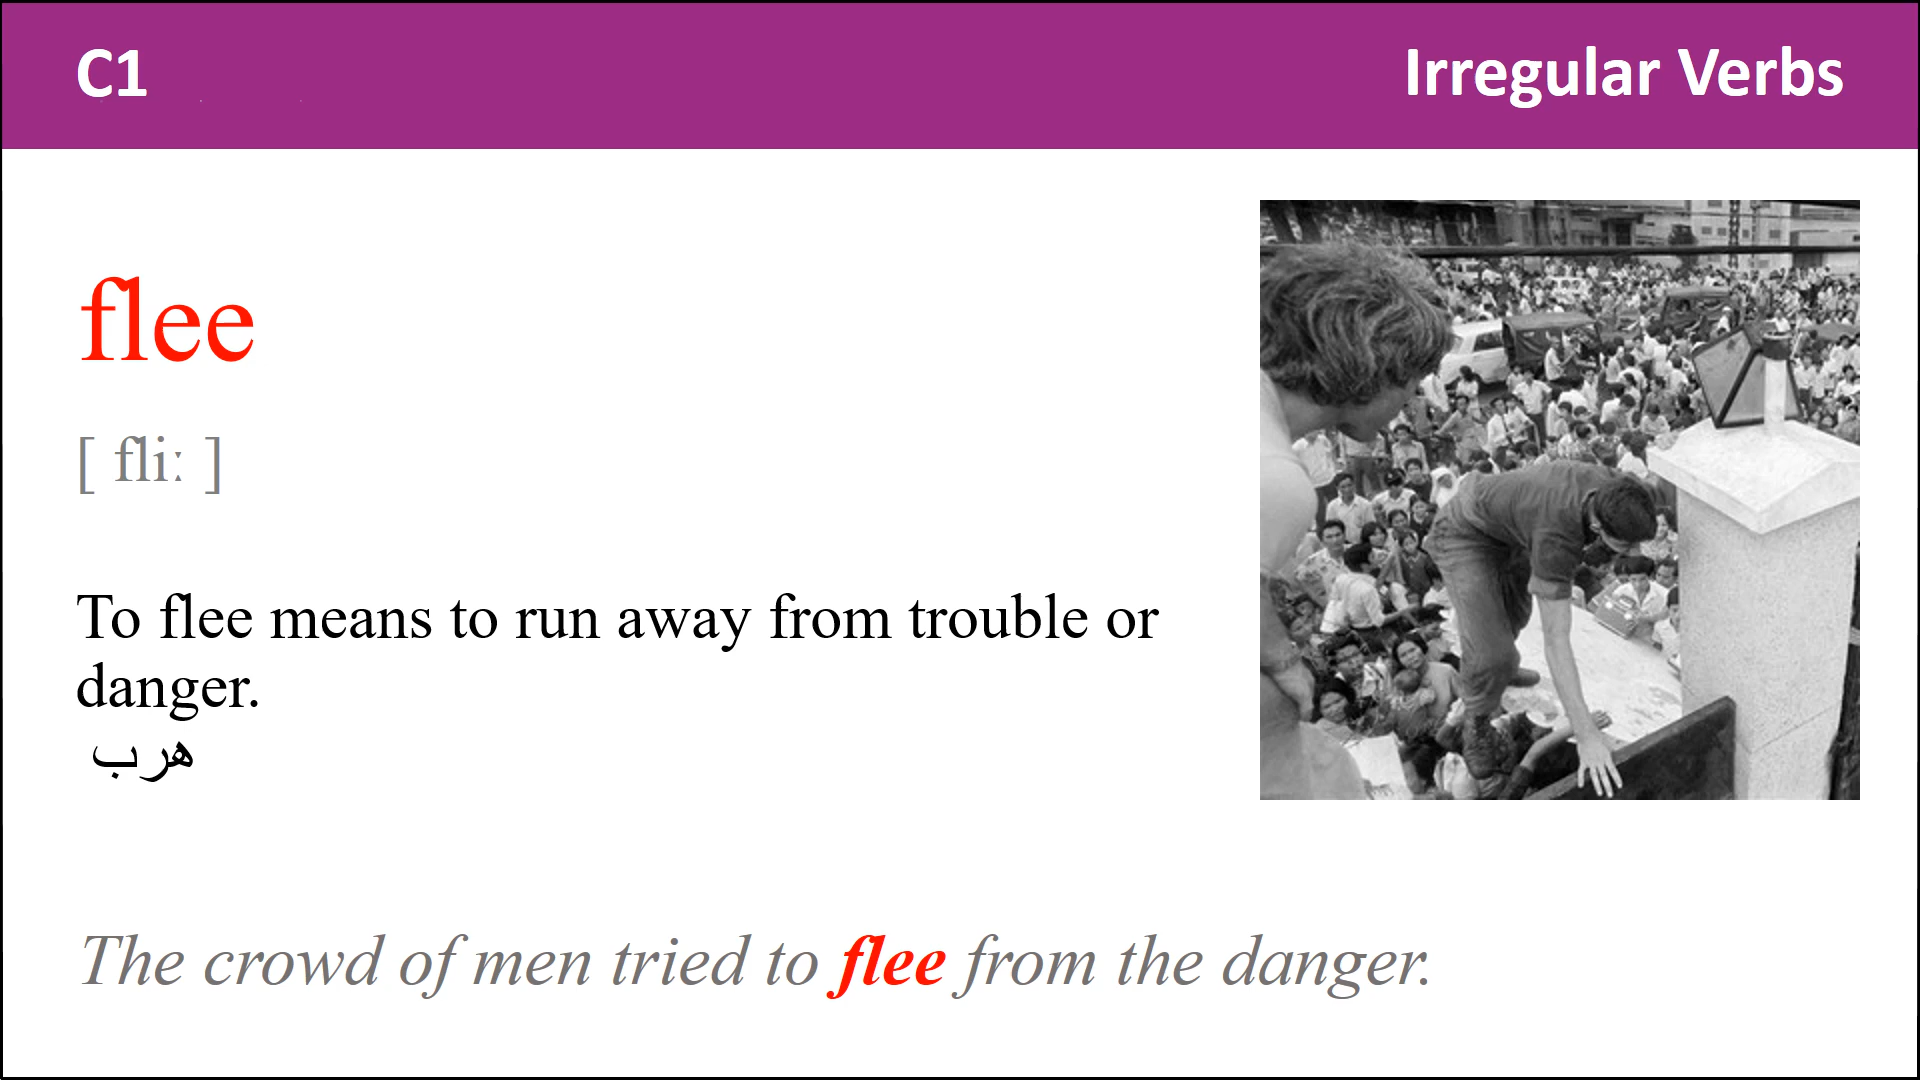 C1
Irregular Verbs
flee
[ fliː ]
To flee means to run away from trouble or
danger.
هرب
The crowd of men tried to flee from the danger.